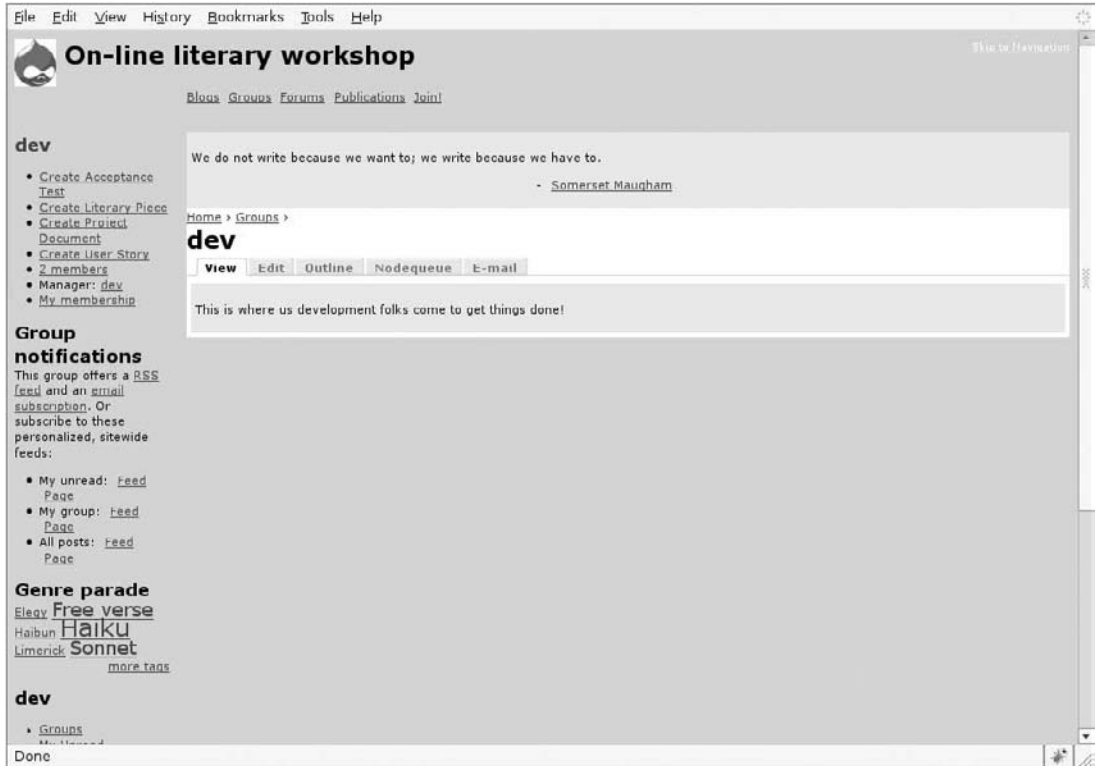 File Edit View History Bookmarks Tools Help
On-line literary workshop
Skip to Navigation
Blogs Groups Forums Publications Join!
dev
Create Acceptance
Test
Create Literary Piece
Create Project
Document
Create User Story
2 members
Manager: dev
My membership
Group
notifications
This group offers a RSS
feed and an email
subscription. Or
subscribe to these
personalized, sitewide
feeds:
My unread: Feed
Page
My group: Feed
Page
All posts: Feed
Page
Genre parade
Elegy Free verse
Haibun Haiku
Limerick Sonnet
more tags
dev
Groups
My Unread
We do not write because we want to; we write because we have to.
- Somerset Maugham
Home › Groups ›
dev
View Edit Outline Nodequeue E-mail
This is where us development folks come to get things done!
Done